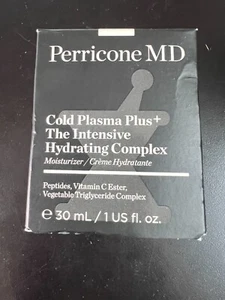 Perricone MD
Cold Plasma Plus+
The Intensive
Hydrating Complex
Moisturizer / Crème Hydratante
Peptides, Vitamin C Ester,
Vegetable Triglyceride Complex
e 30 mL / 1 US fl. oz.